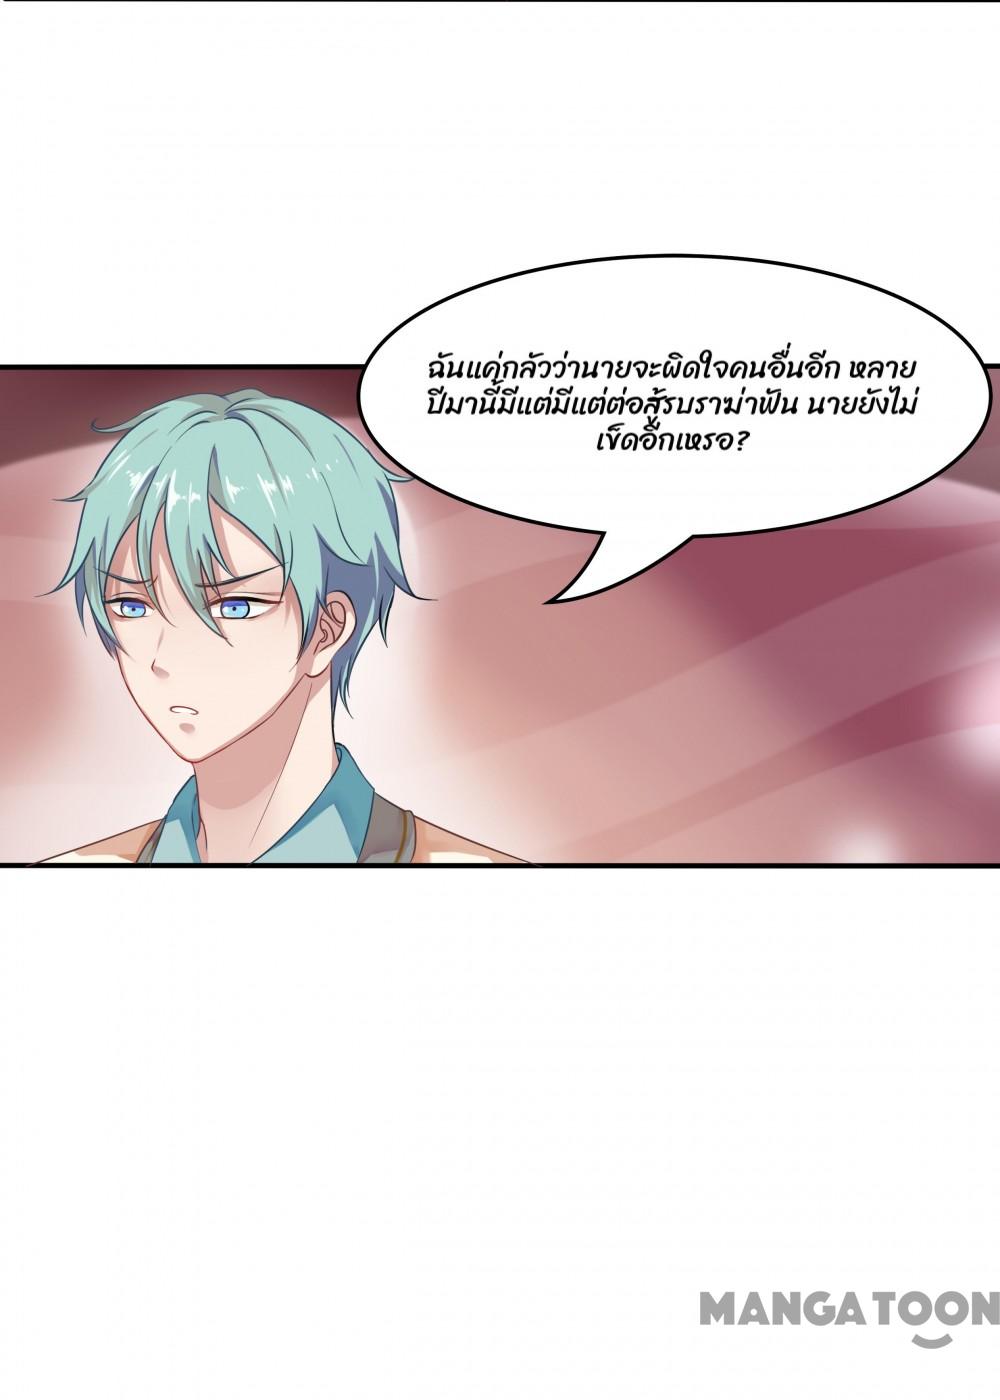 ฉันแค่กลัวว่านายจะผิดใจคนอื่นอีก หลาย
ปีมานี้มีแต่มีแต่ต่อสู้รบราฆ่าฟัน นายยังไม่
เข็ดอีกเหรอ?
MANGA TOON